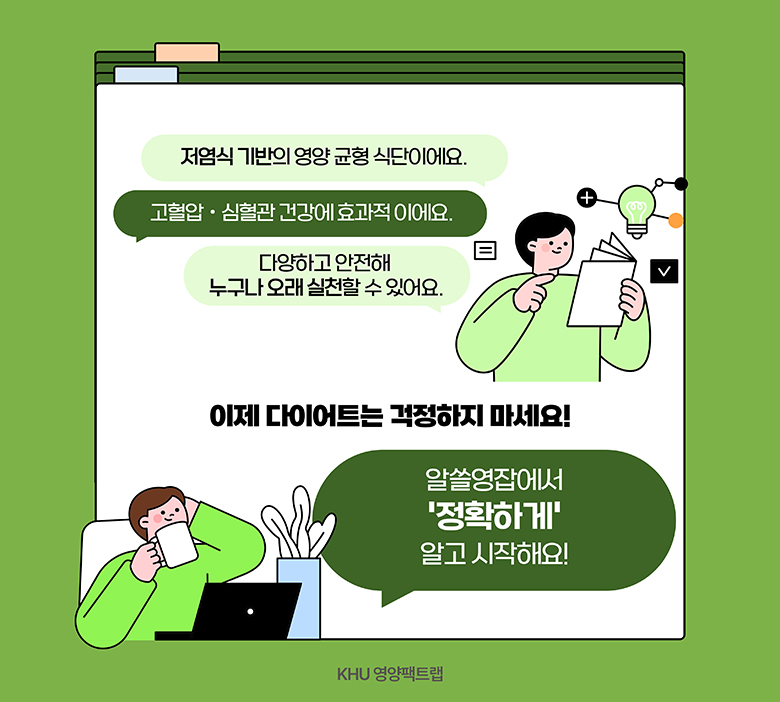 저염식 기반의 영양 균형 식단이에요.
고혈압・심혈관 건강에 효과적 이에요.
다양하고 안전해
누구나 오래 실천할 수 있어요.
이제 다이어트는 걱정하지 마세요!
알쓸영잡에서
'정확하게'
알고 시작해요!
KHU 영양팩트랩